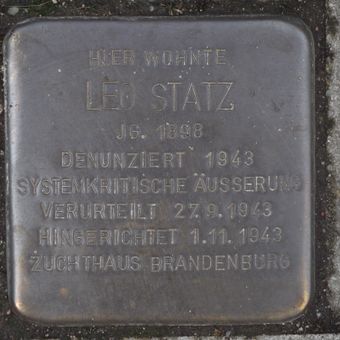 HIER WOHNTE
LEO STATZ
JG. 1898
DENUNZIERT 1943
SYSTEMKRITISCHE ÄUSSERUNG
VERURTEILT 27.9.1943
HINGERICHTET 1.11.1943
ZUCHTHAUS BRANDENBURG